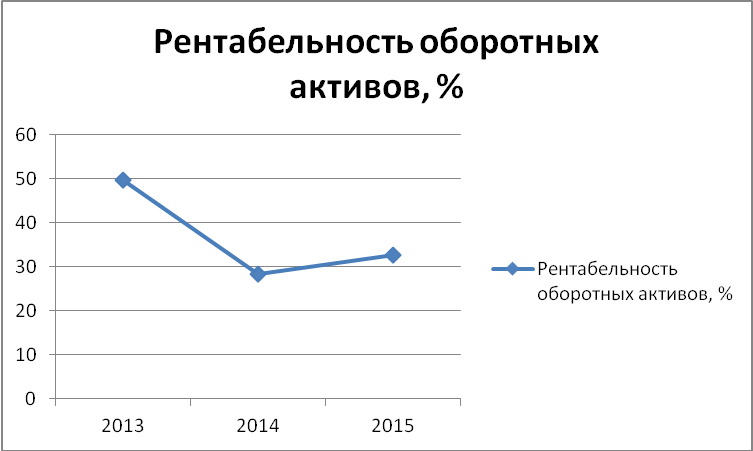 Рентабельность оборотных
активов, %
60
50
40
30
20
10
0
2013 2014 2015
Рентабельность
оборотных активов, %